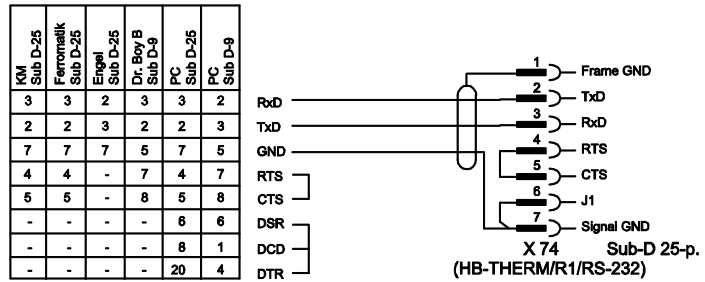 KM Sub D-25 Ferromatik Sub D-25 Engel Sub D-25 Dr. Boy B Sub D-9 PC Sub D-25 PC Sub D-9
3 3 2 3 3 2 RxD
2 2 3 2 2 3 TxD
7 7 7 5 7 5 GND
4 4 - 7 4 7 RTS
5 5 - 8 5 8 CTS
- - - - 6 6 DSR
- - - - 8 1 DCD
- - - - 20 4 DTR
1 Frame GND
2 TxD
3 RxD
4 RTS
5 CTS
6 J1
7 Signal GND
X 74 Sub-D 25-p.
(HB-THERM/R1/RS-232)